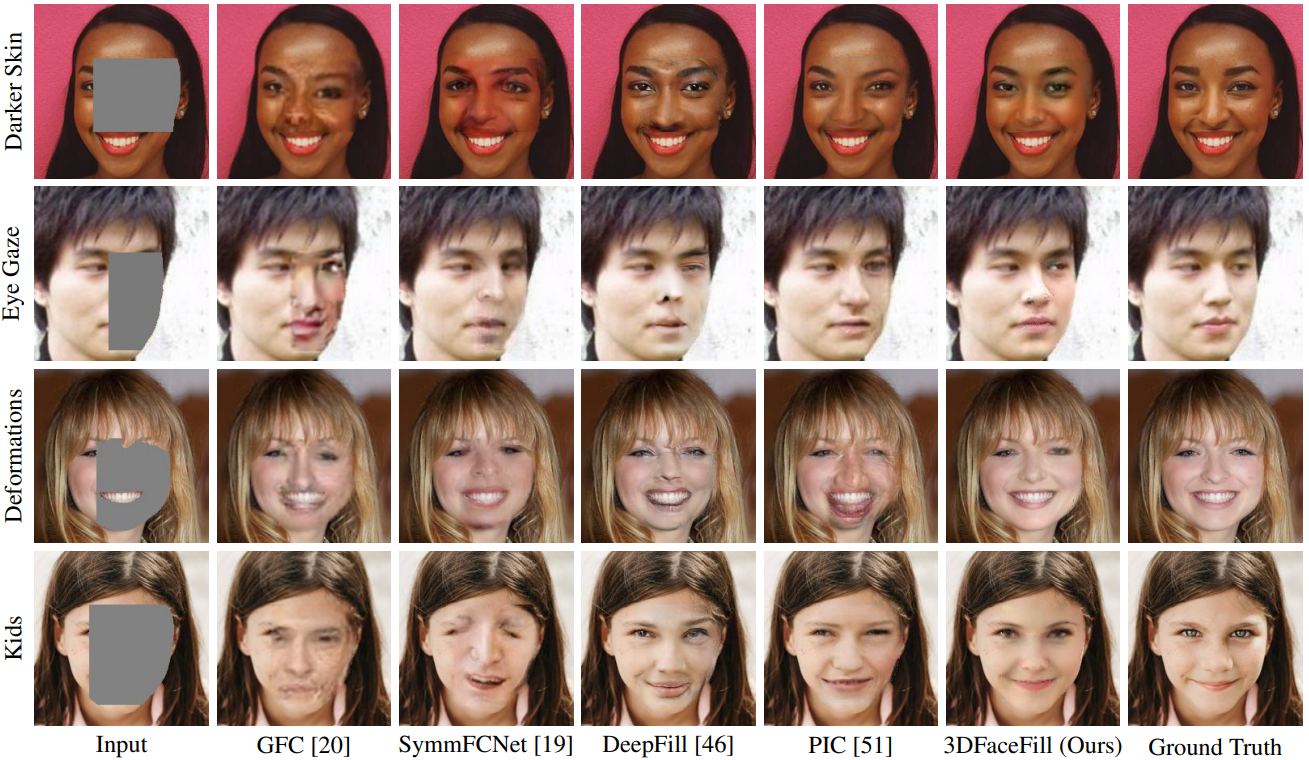 Darker Skin
Eye Gaze
Deformations
Kids
Input GFC [20] SymmFCNet [19] DeepFill [46] PIC [51] 3DFaceFill (Ours) Ground Truth